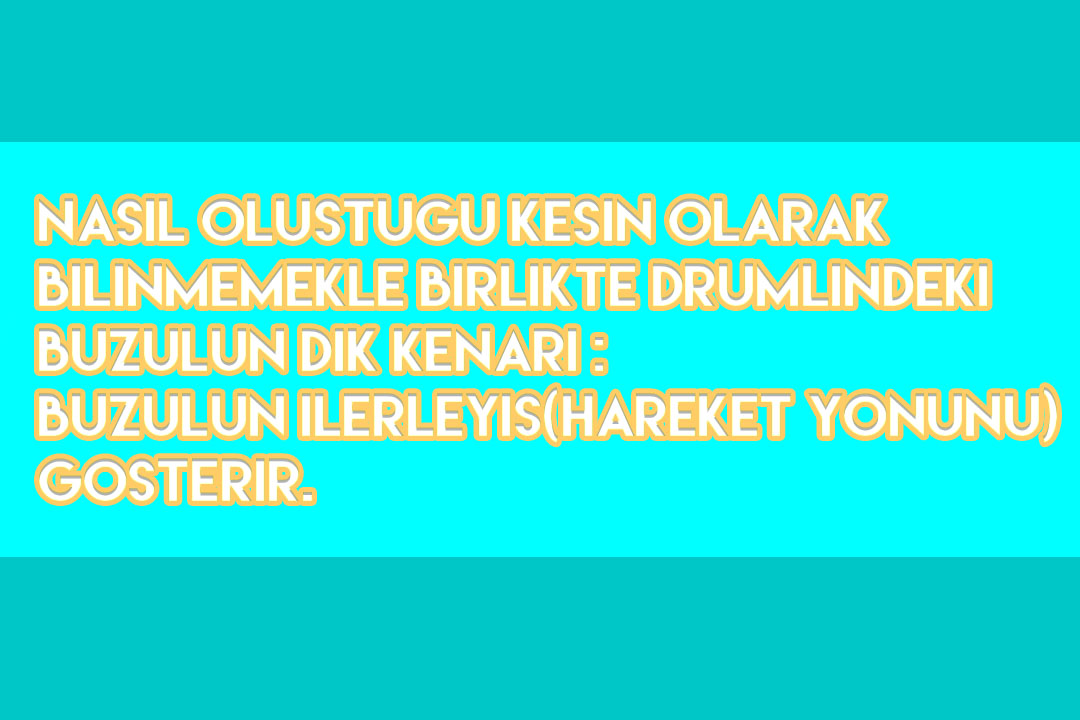 NASIL OLUSTUGU KESIN OLARAK
BILINMEMEKLE BIRLIKTE DRUMLINDEKI
BUZULUN DIK KENARI :
BUZULUN ILERLEYIS(HAREKET YONUNU)
GOSTERIR.